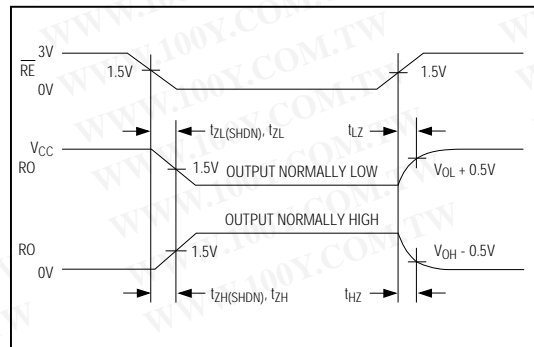 WWW.100Y.COM.TW
3V
RE
1.5V
1.5V
0V
tZL(SHDN), tZL
tLZ
VCC
RO
1.5V
OUTPUT NORMALLY LOW
VOL + 0.5V
OUTPUT NORMALLY HIGH
RO
1.5V
VOH - 0.5V
0V
tZH(SHDN), tZH
tHZ